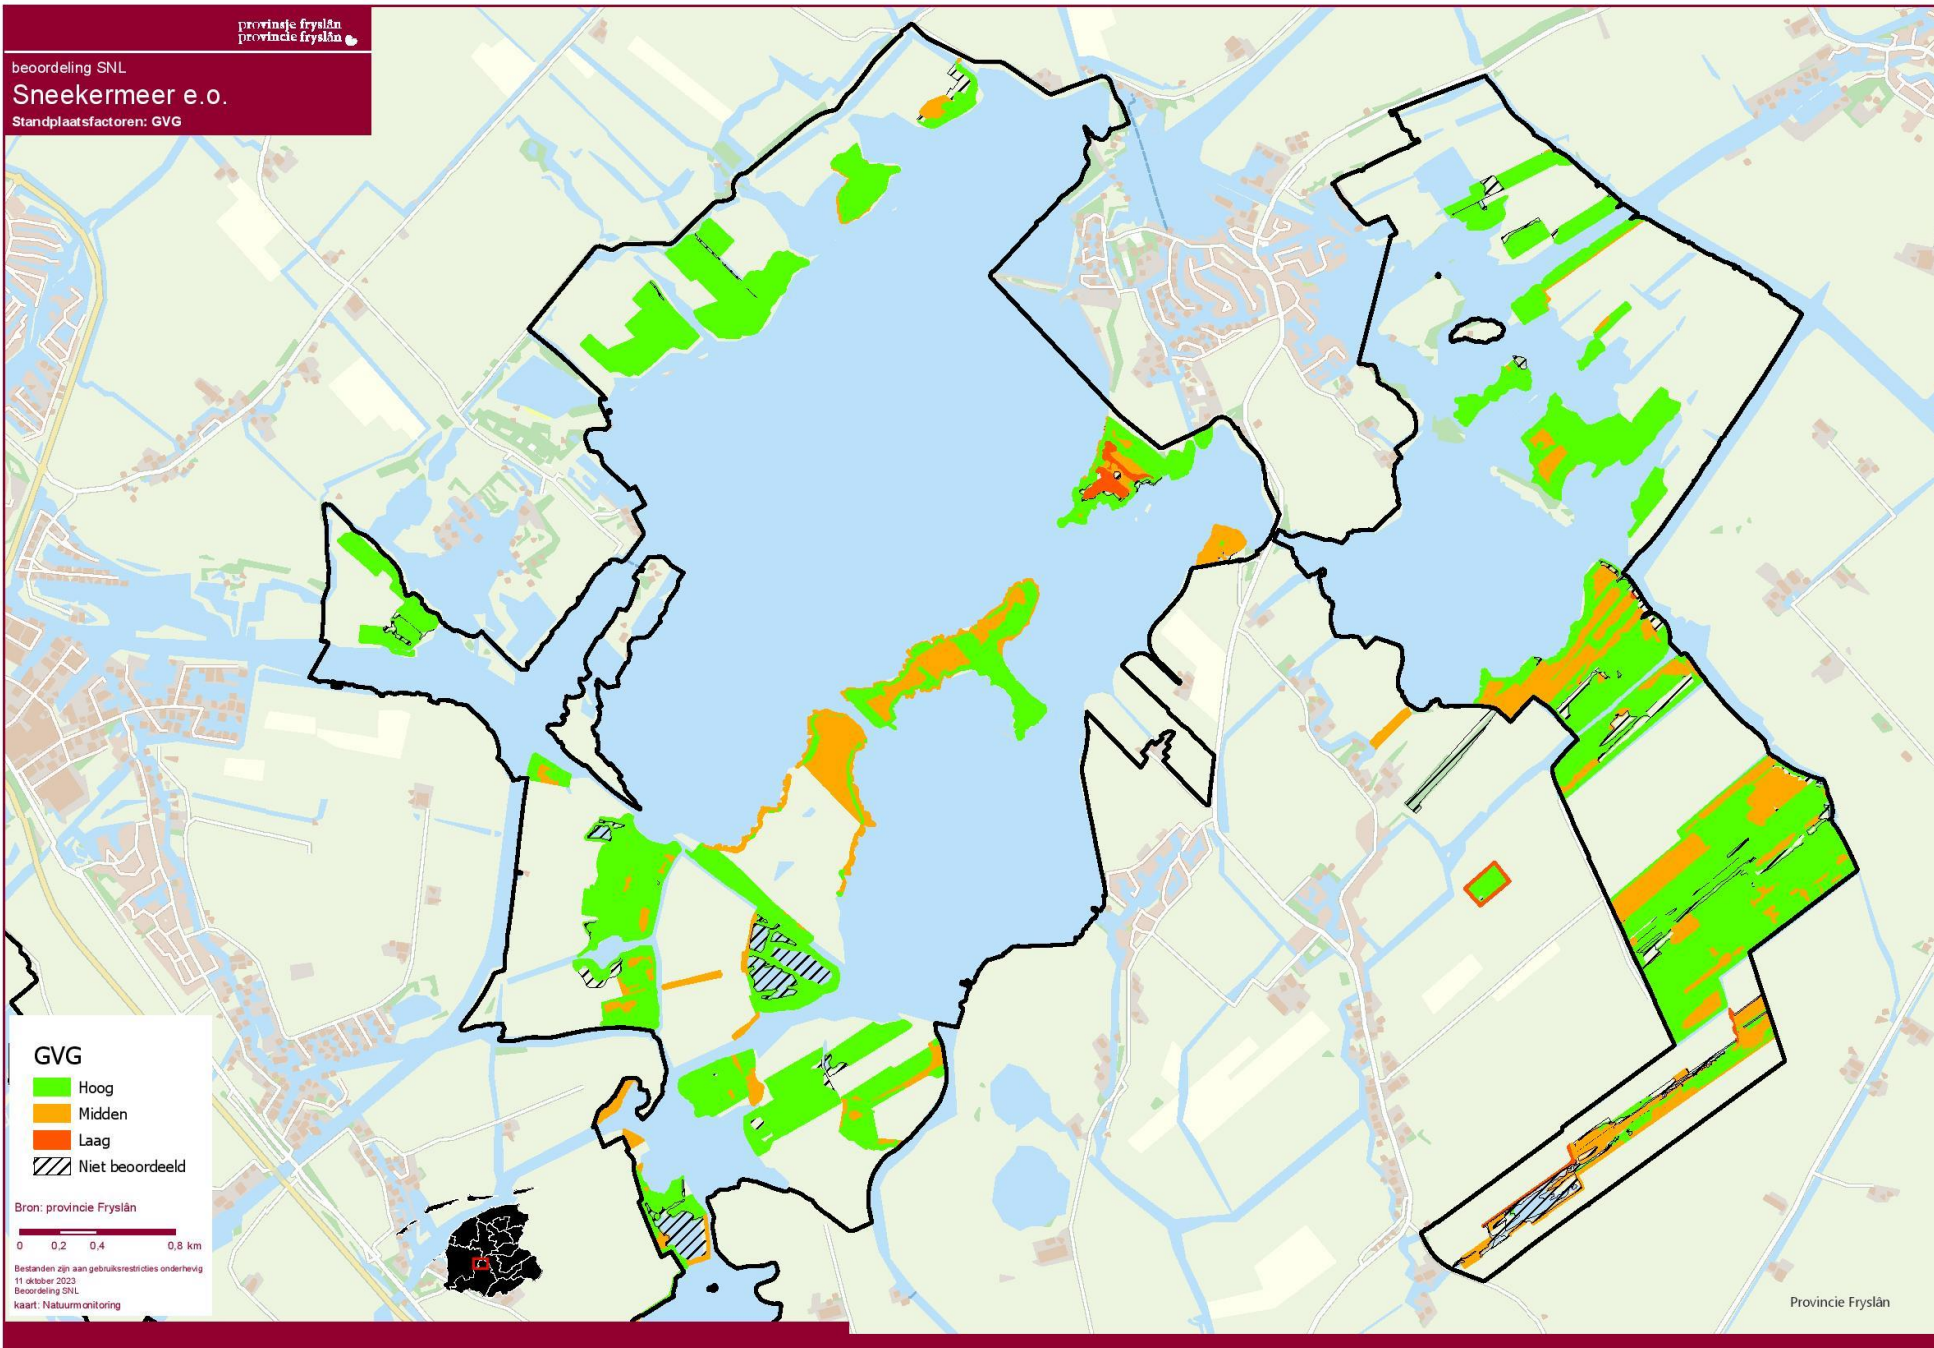 provinsje fryslân
provincie fryslân
beoordeling SNL
Sneekermeer e.o.
Standplaatsfactoren: GVG
GVG
Hoog
Midden
Laag
Niet beoordeeld
Bron: provincie Fryslân
0 0,2 0,4 0,8 km
Bestanden zijn aan gebruiksrestricties onderhevig
11 oktober 2023
Beoordeling SNL
kaart: Natuurmonitoring
Provincie Fryslân